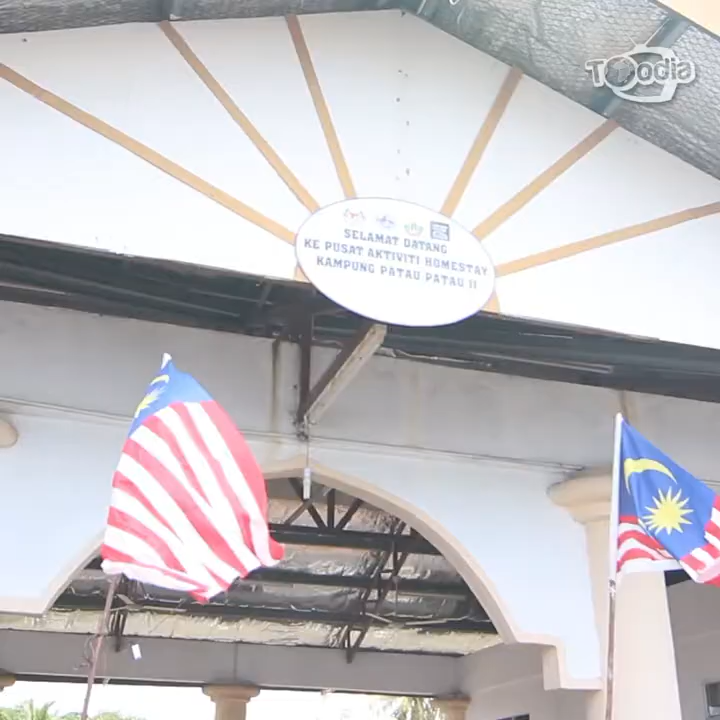 Toodia
SELAMAT DATANG
KE PUSAT AKTIVITI HOMESTAY
KAMPUNG PATAU PATAU II